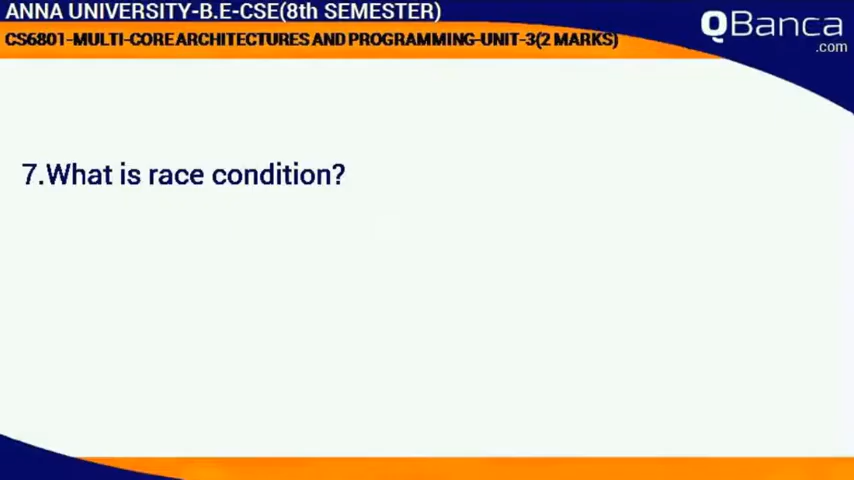 ANNA UNIVERSITY-B.E-CSE(8th SEMESTER)
CS6801-MULTI-CORE ARCHITECTURES AND PROGRAMMING-UNIT-3(2 MARKS)
QBanca
.com
7.What is race condition?